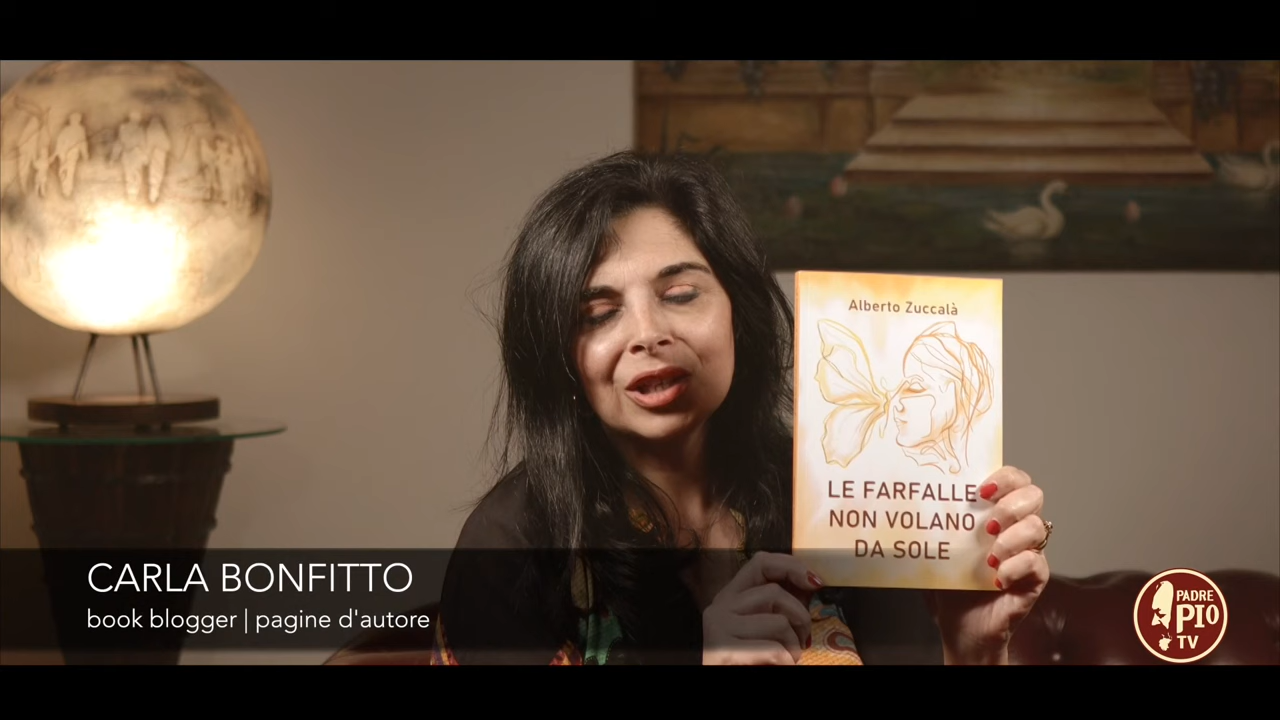 Alberto Zuccalà
LE FARFALLE
NON VOLANO
DA SOLE
CARLA BONFITTO
book blogger | pagine d'autore
PADRE
PIO
TV